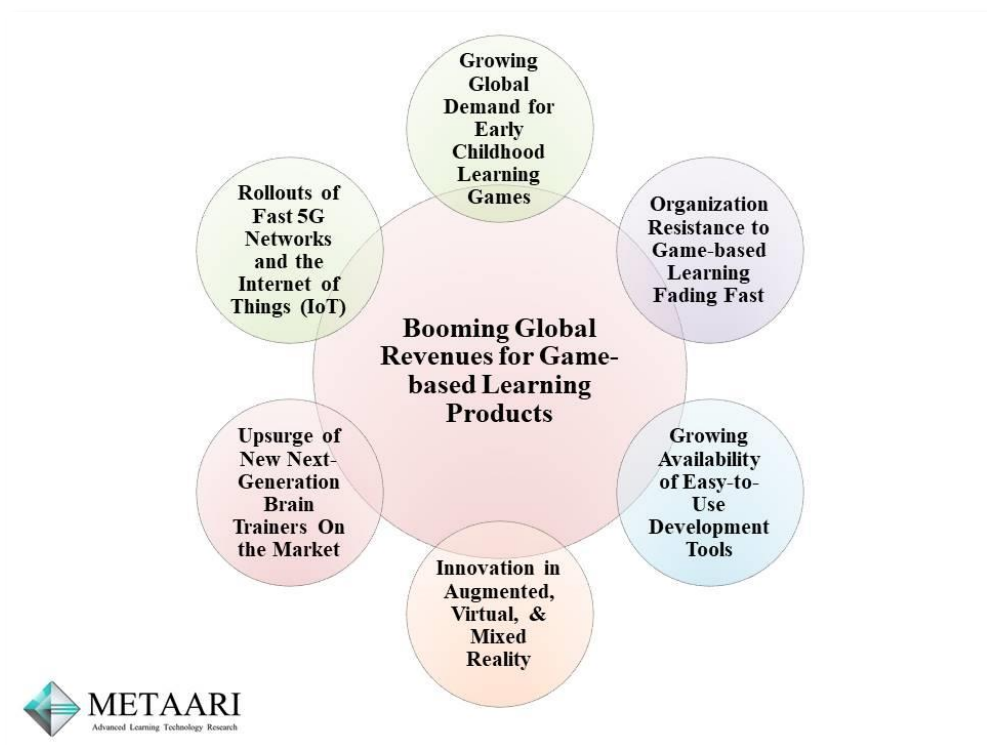 Growing
Global
Demand for
Early
Childhood
Learning
Games
Rollouts of
Fast 5G
Networks
and the
Internet of
Things (IoT)
Organization
Resistance to
Game-based
Learning
Fading Fast
Booming Global
Revenues for Game-
based Learning
Products
Upsurge of
New Next-
Generation
Brain
Trainers On
the Market
Growing
Availability
of Easy-to-
Use
Development
Tools
Innovation in
Augmented,
Virtual, &
Mixed
Reality
METAARI
Advanced Learning Technology Research